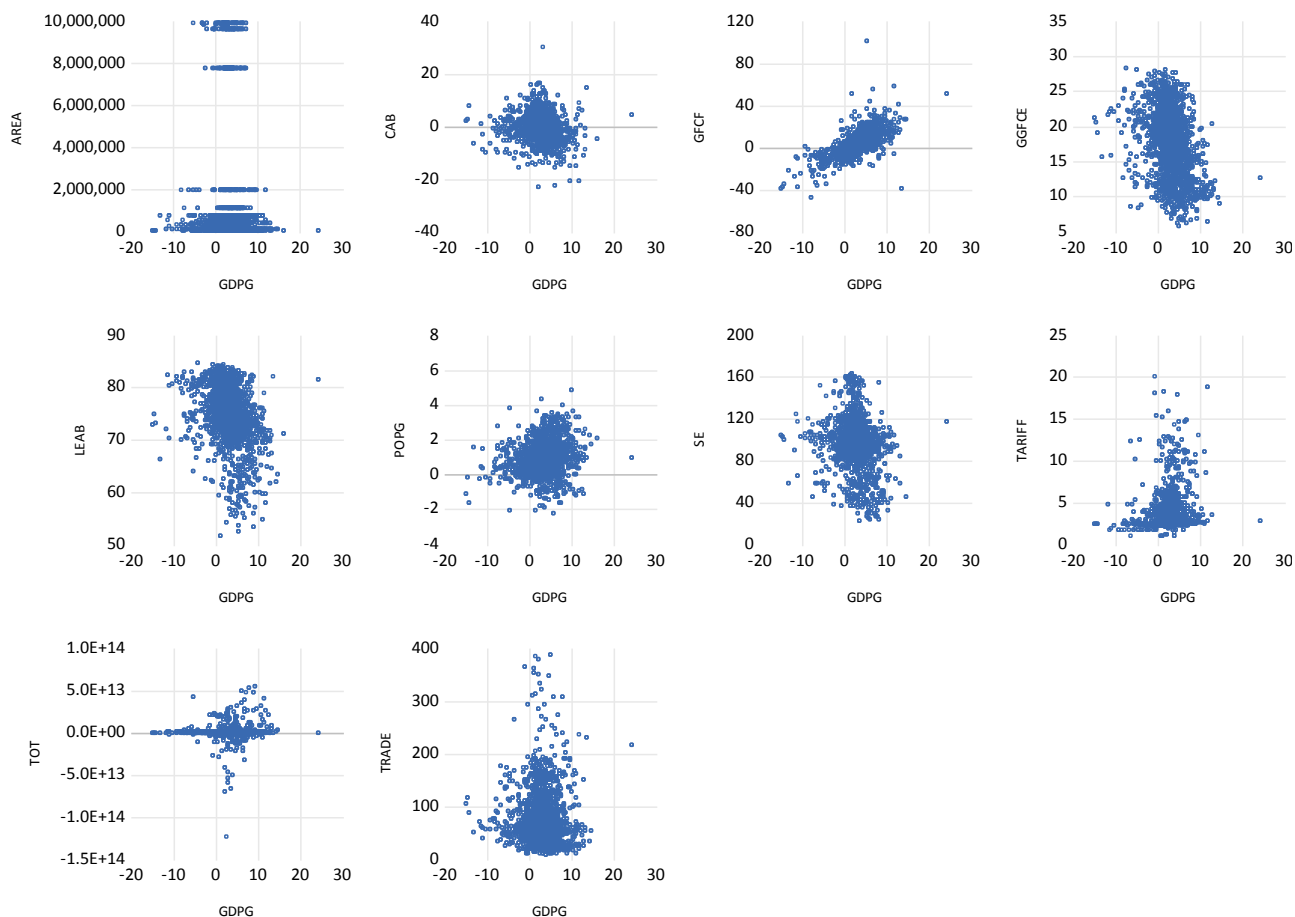 10,000,000
8,000,000
6,000,000
4,000,000
2,000,000
0
-20 -10 0 10 20 30
AREA
GDPG
40
20
0
-20
-40
-20 -10 0 10 20 30
CAB
GDPG
120
80
40
0
-40
-80
-20 -10 0 10 20 30
GFCF
GDPG
35
30
25
20
15
10
5
-20 -10 0 10 20 30
GGFCE
GDPG
90
80
70
60
50
-20 -10 0 10 20 30
LEAB
GDPG
8
6
4
2
0
-2
-4
-20 -10 0 10 20 30
POPG
GDPG
200
160
120
80
40
0
-20 -10 0 10 20 30
SE
GDPG
25
20
15
10
5
0
-20 -10 0 10 20 30
TARIFF
GDPG
1.0E+14
5.0E+13
0.0E+00
-5.0E+13
-1.0E+14
-1.5E+14
-20 -10 0 10 20 30
TOT
GDPG
400
300
200
100
0
-20 -10 0 10 20 30
TRADE
GDPG